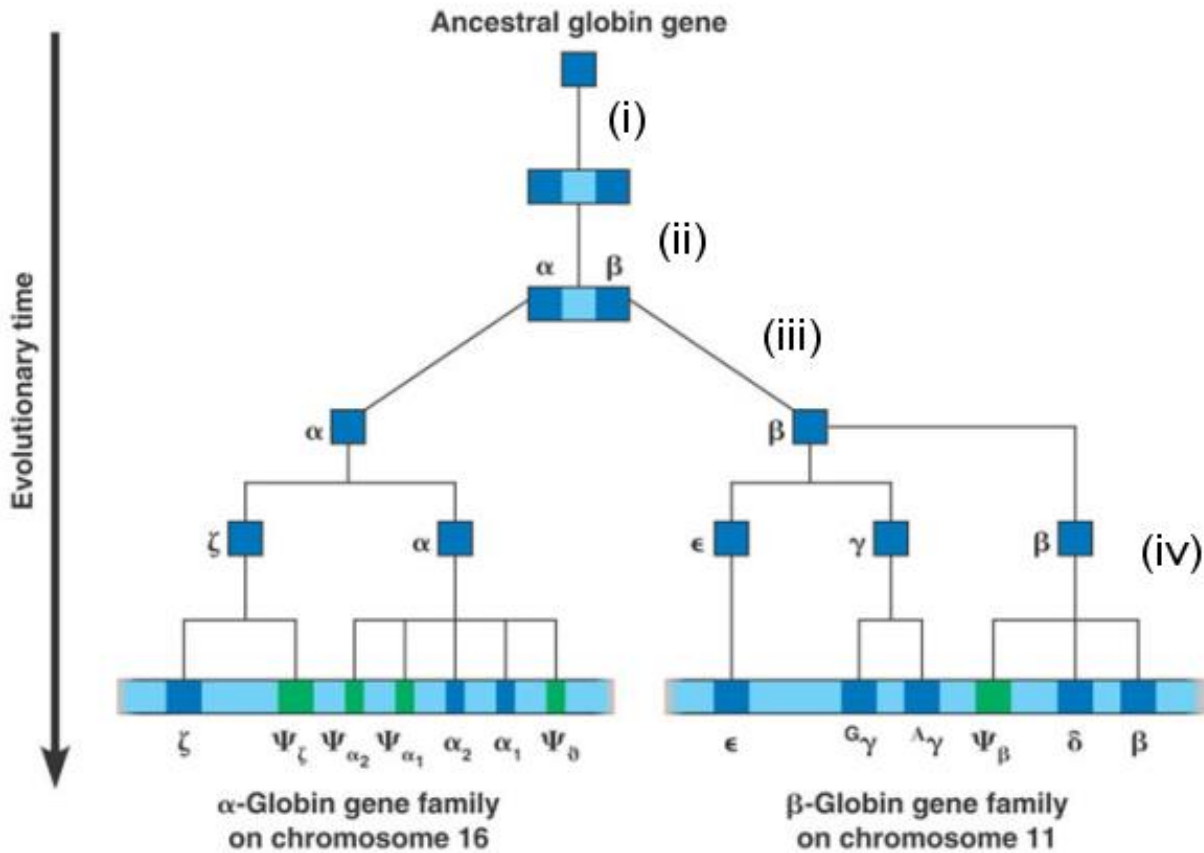 Ancestral globin gene
(i)
(ii)
α β
(iii)
Evolutionary time
α β
ζ α ϵ γ β
(iv)
ζ Ψζ Ψα2 Ψα1 α2 α1 Ψθ ϵ Gγ Aγ Ψβ δ β
α-Globin gene family
on chromosome 16
β-Globin gene family
on chromosome 11